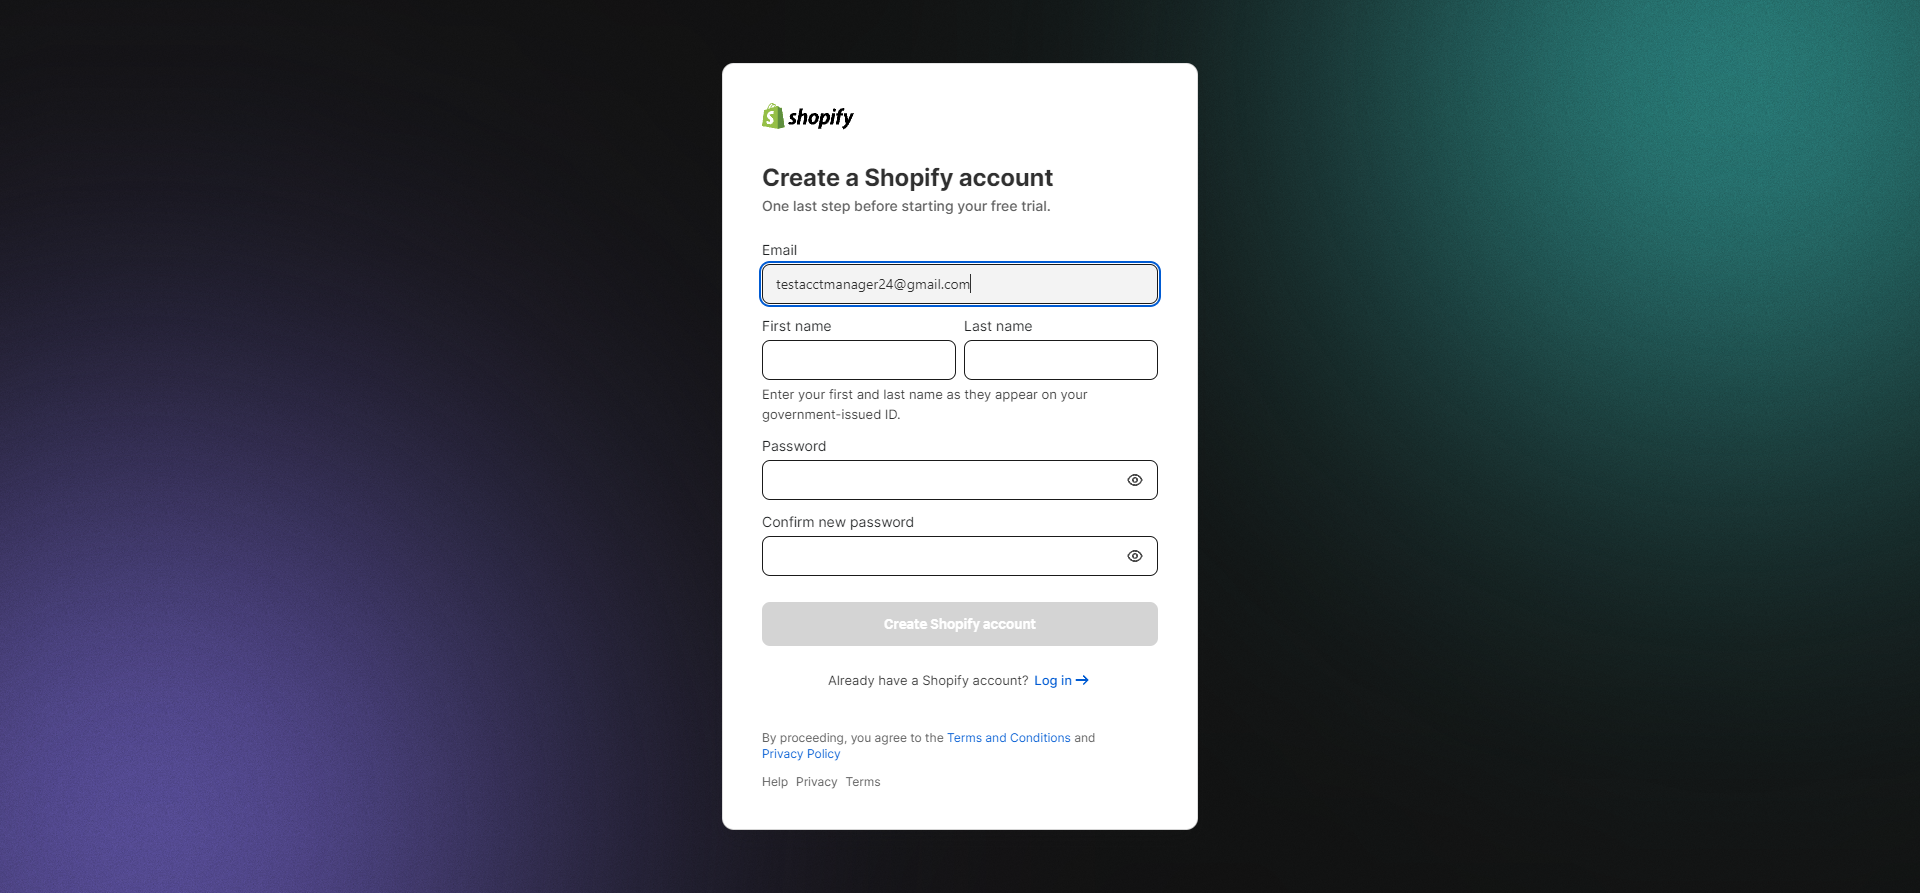 shopify
Create a Shopify account
One last step before starting your free trial.
Email
testacctmanager24@gmail.com
First name Last name
Enter your first and last name as they appear on your
government-issued ID.
Password
Confirm new password
Create Shopify account
Already have a Shopify account? Log in →
By proceeding, you agree to the Terms and Conditions and
Privacy Policy
Help Privacy Terms